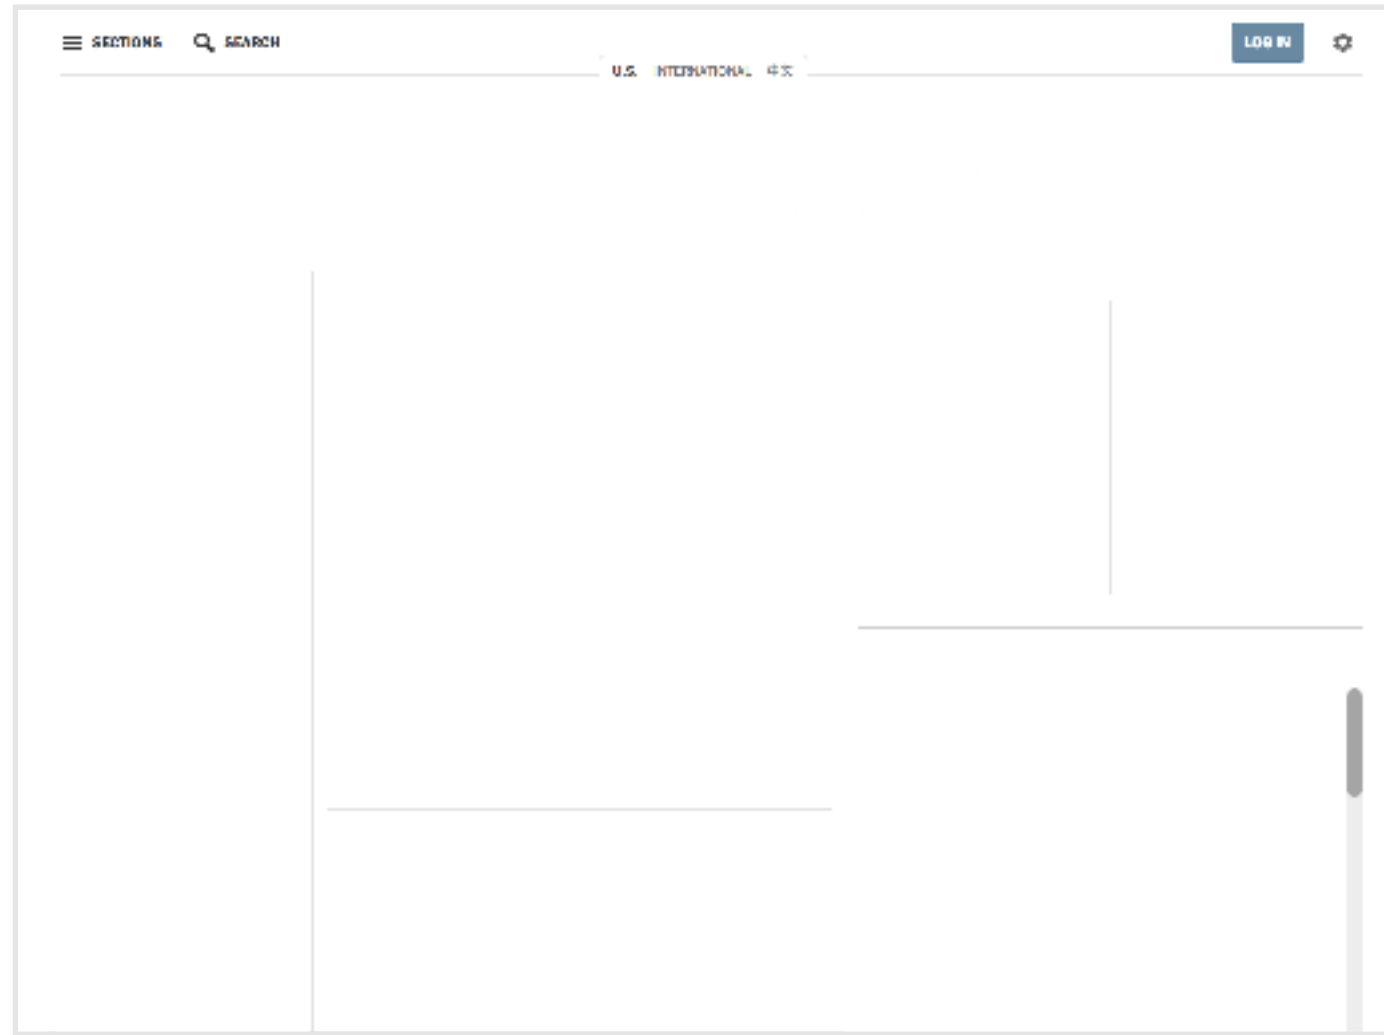 SECTIONS SEARCH LOG IN
U.S. INTERNATIONAL 中文